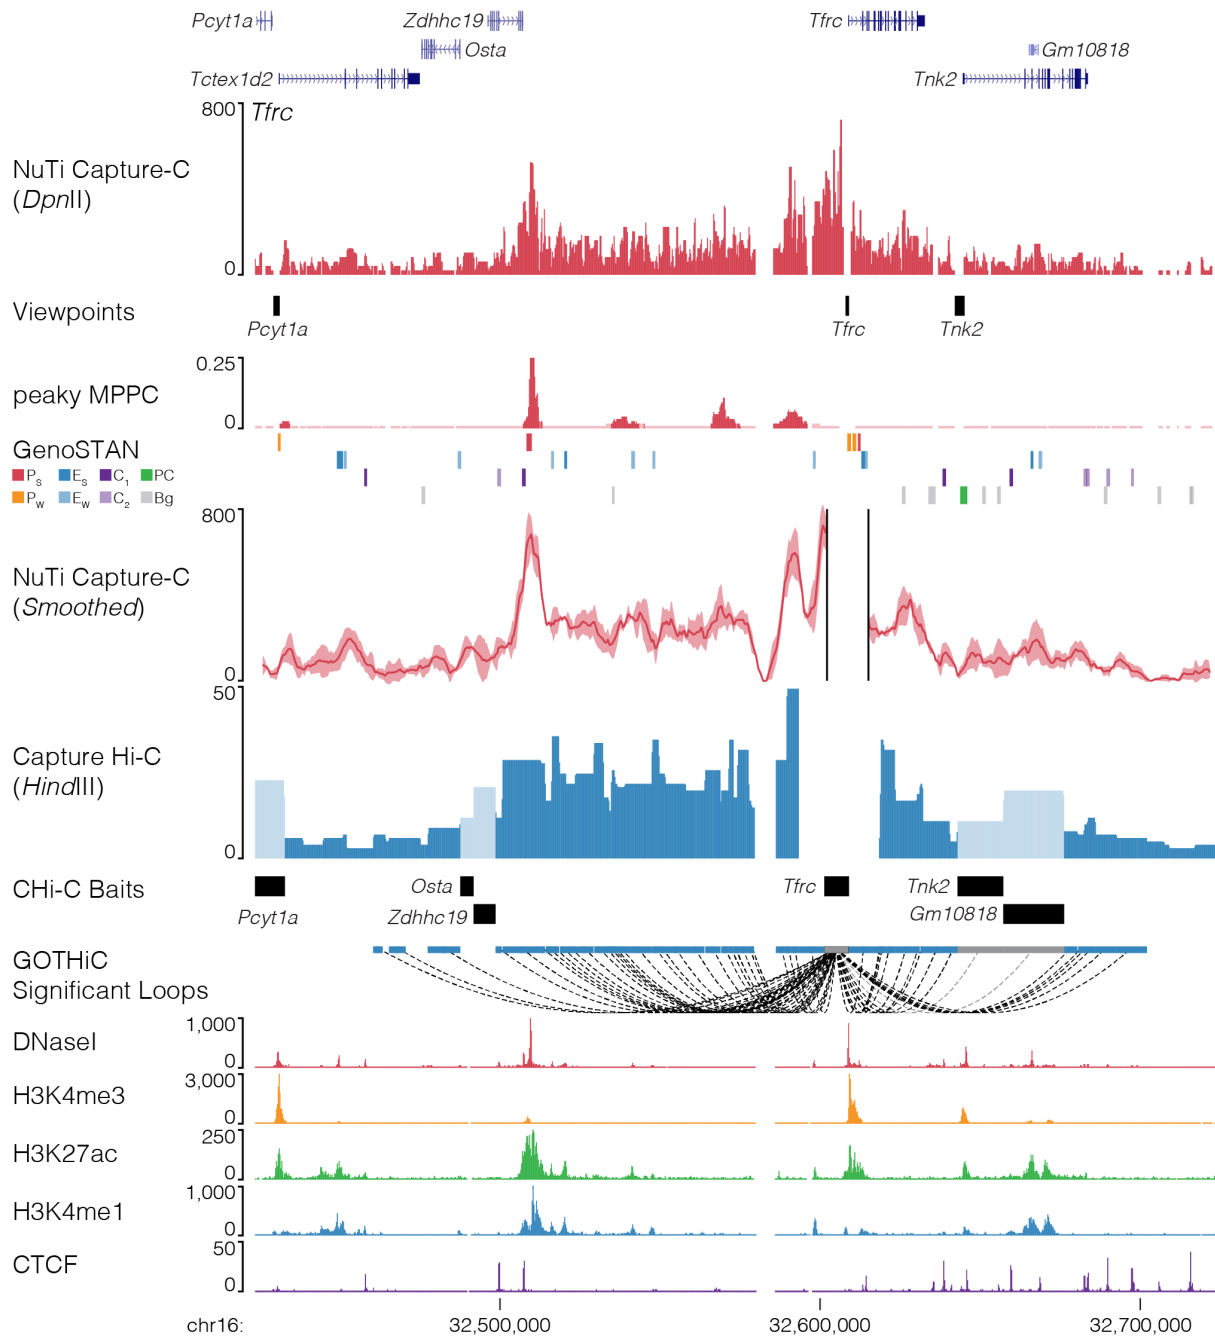 Pcyt1a
Zdhhc19
Tfrc
Osta
Gm10818
Tctex1d2
Tnk2
800
Tfrc
NuTi Capture-C
(DpnII)
0
Viewpoints
Pcyt1a
Tfrc
Tnk2
0.25
peaky MPPC
0
GenoSTAN
PS ES C1 PC
PW EW C2 Bg
800
NuTi Capture-C
(Smoothed)
0
50
Capture Hi-C
(HindIII)
0
CHi-C Baits
Osta
Tfrc
Tnk2
Pcyt1a
Zdhhc19
Gm10818
GOTHiC
Significant Loops
1,000
DNaseI
0
3,000
H3K4me3
0
250
H3K27ac
0
1,000
H3K4me1
0
50
CTCF
0
chr16:
32,500,000
32,600,000
32,700,000